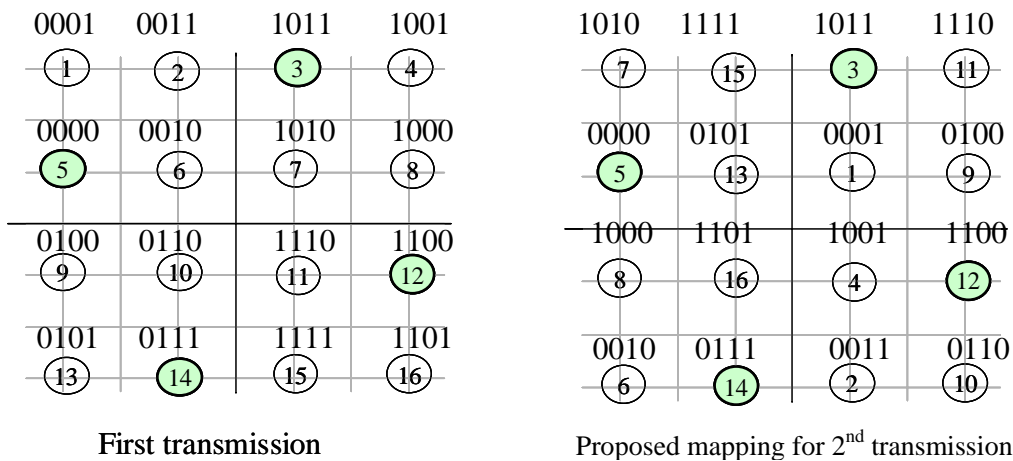 0001 0011 1011 1001 1010 1111 1011 1110
1 2 3 4 7 15 3 11
0000 0010 1010 1000 0000 0101 0001 0100
5 6 7 8 5 13 1 9
0100 0110 1110 1100 1000 1101 1001 1100
9 10 11 12 8 16 4 12
0101 0111 1111 1101 0010 0111 0011 0110
13 14 15 16 6 14 2 10
First transmission Proposed mapping for 2nd transmission